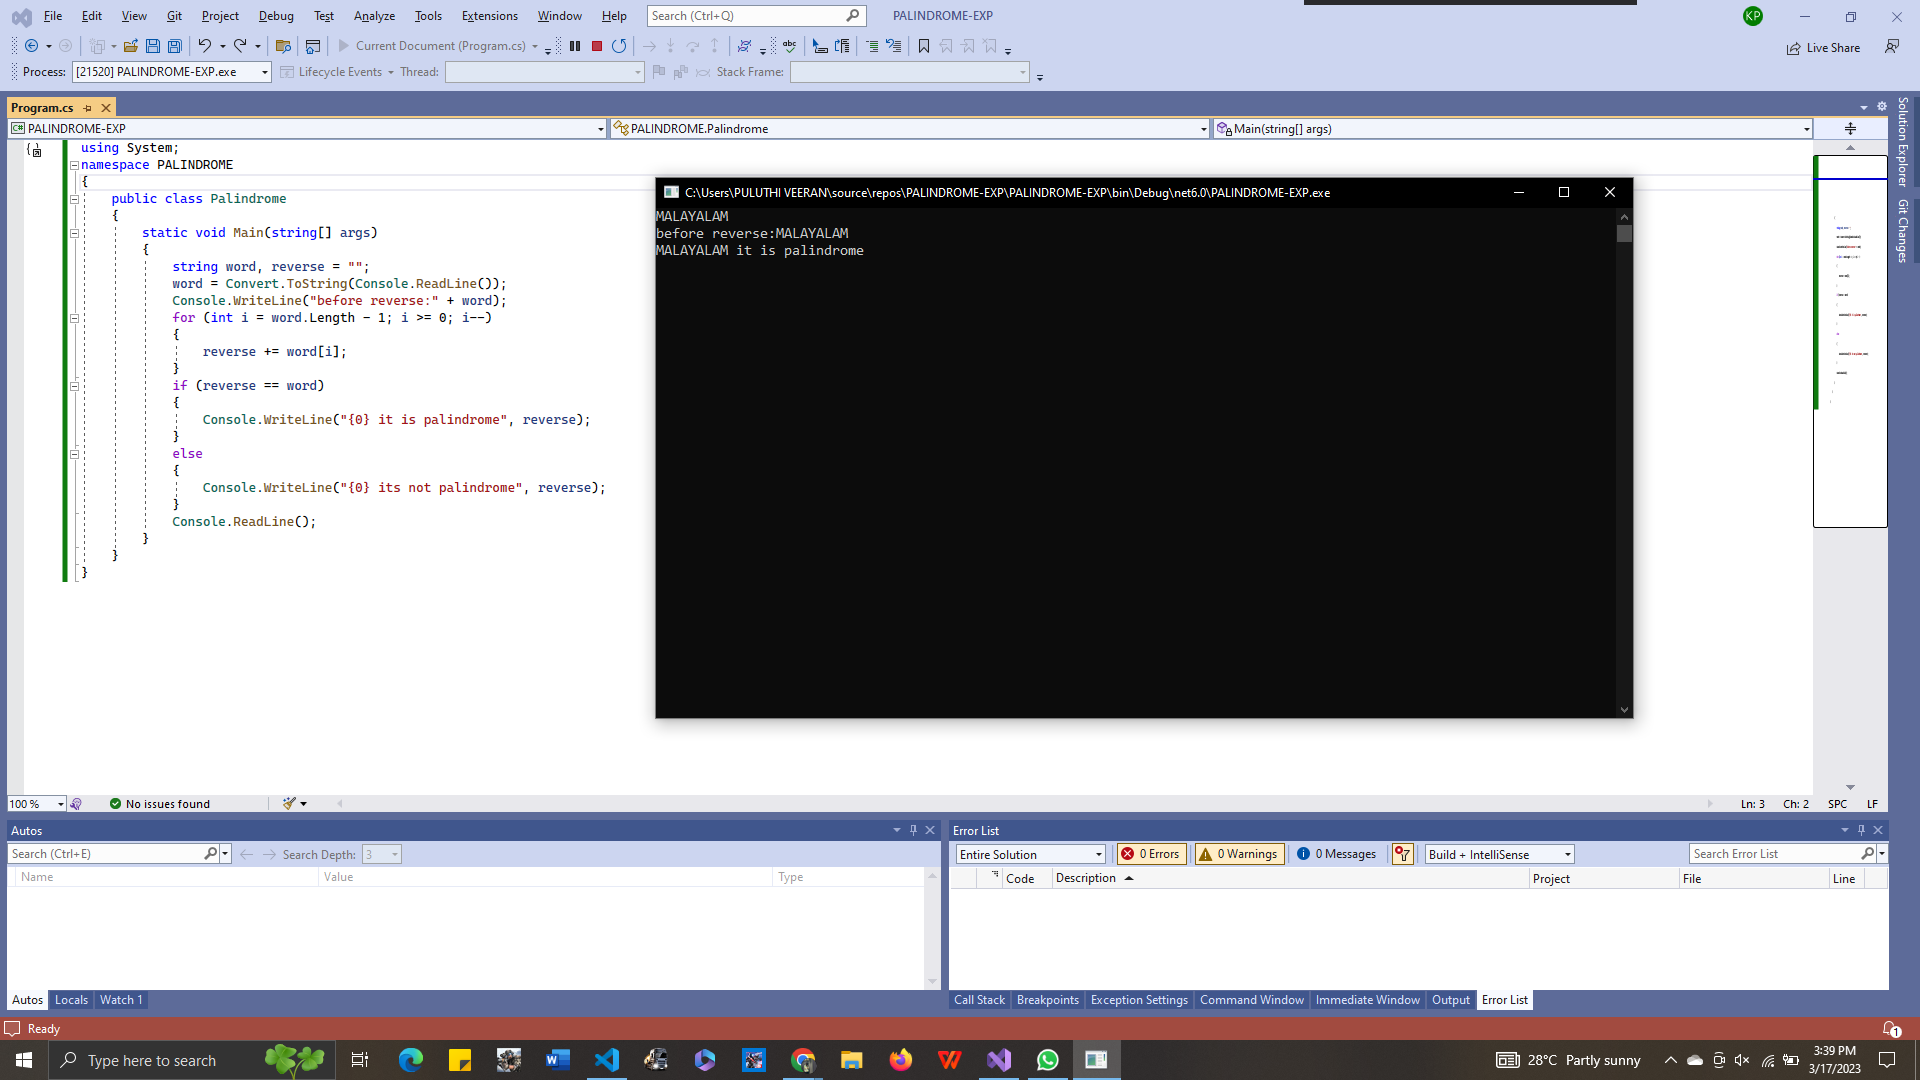 File Edit View Git Project Debug Test Analyze Tools Extensions Window Help Search (Ctrl+Q) PALINDROME-EXP KP
Current Document (Program.cs) abc Live Share
Process: [21520] PALINDROME-EXP.exe Lifecycle Events Thread: Stack Frame:
Program.cs
C# PALINDROME-EXP PALINDROME.Palindrome Main(string[] args)
Solution Explorer
Git Changes
using System;
namespace PALINDROME
{
public class Palindrome
{
static void Main(string[] args)
{
string word, reverse = "";
word = Convert.ToString(Console.ReadLine());
Console.WriteLine("before reverse:" + word);
for (int i = word.Length - 1; i >= 0; i--)
{
reverse += word[i];
}
if (reverse == word)
{
Console.WriteLine("{0} it is palindrome", reverse);
}
else
{
Console.WriteLine("{0} its not palindrome", reverse);
}
Console.ReadLine();
}
}
}
C:\Users\PULUTHI VEERAN\source\repos\PALINDROME-EXP\PALINDROME-EXP\bin\Debug\net6.0\PALINDROME-EXP.exe
MALAYALAM
before reverse:MALAYALAM
MALAYALAM it is palindrome
100 % No issues found Ln: 3 Ch: 2 SPC LF
Autos
Search (Ctrl+E) Search Depth: 3
Name Value Type
Autos Locals Watch 1
Error List
Entire Solution 0 Errors 0 Warnings 0 Messages Build + IntelliSense Search Error List
Code Description Project File Line
Call Stack Breakpoints Exception Settings Command Window Immediate Window Output Error List
Ready 1
Type here to search W 28°C Partly sunny 3:39 PM
3/17/2023